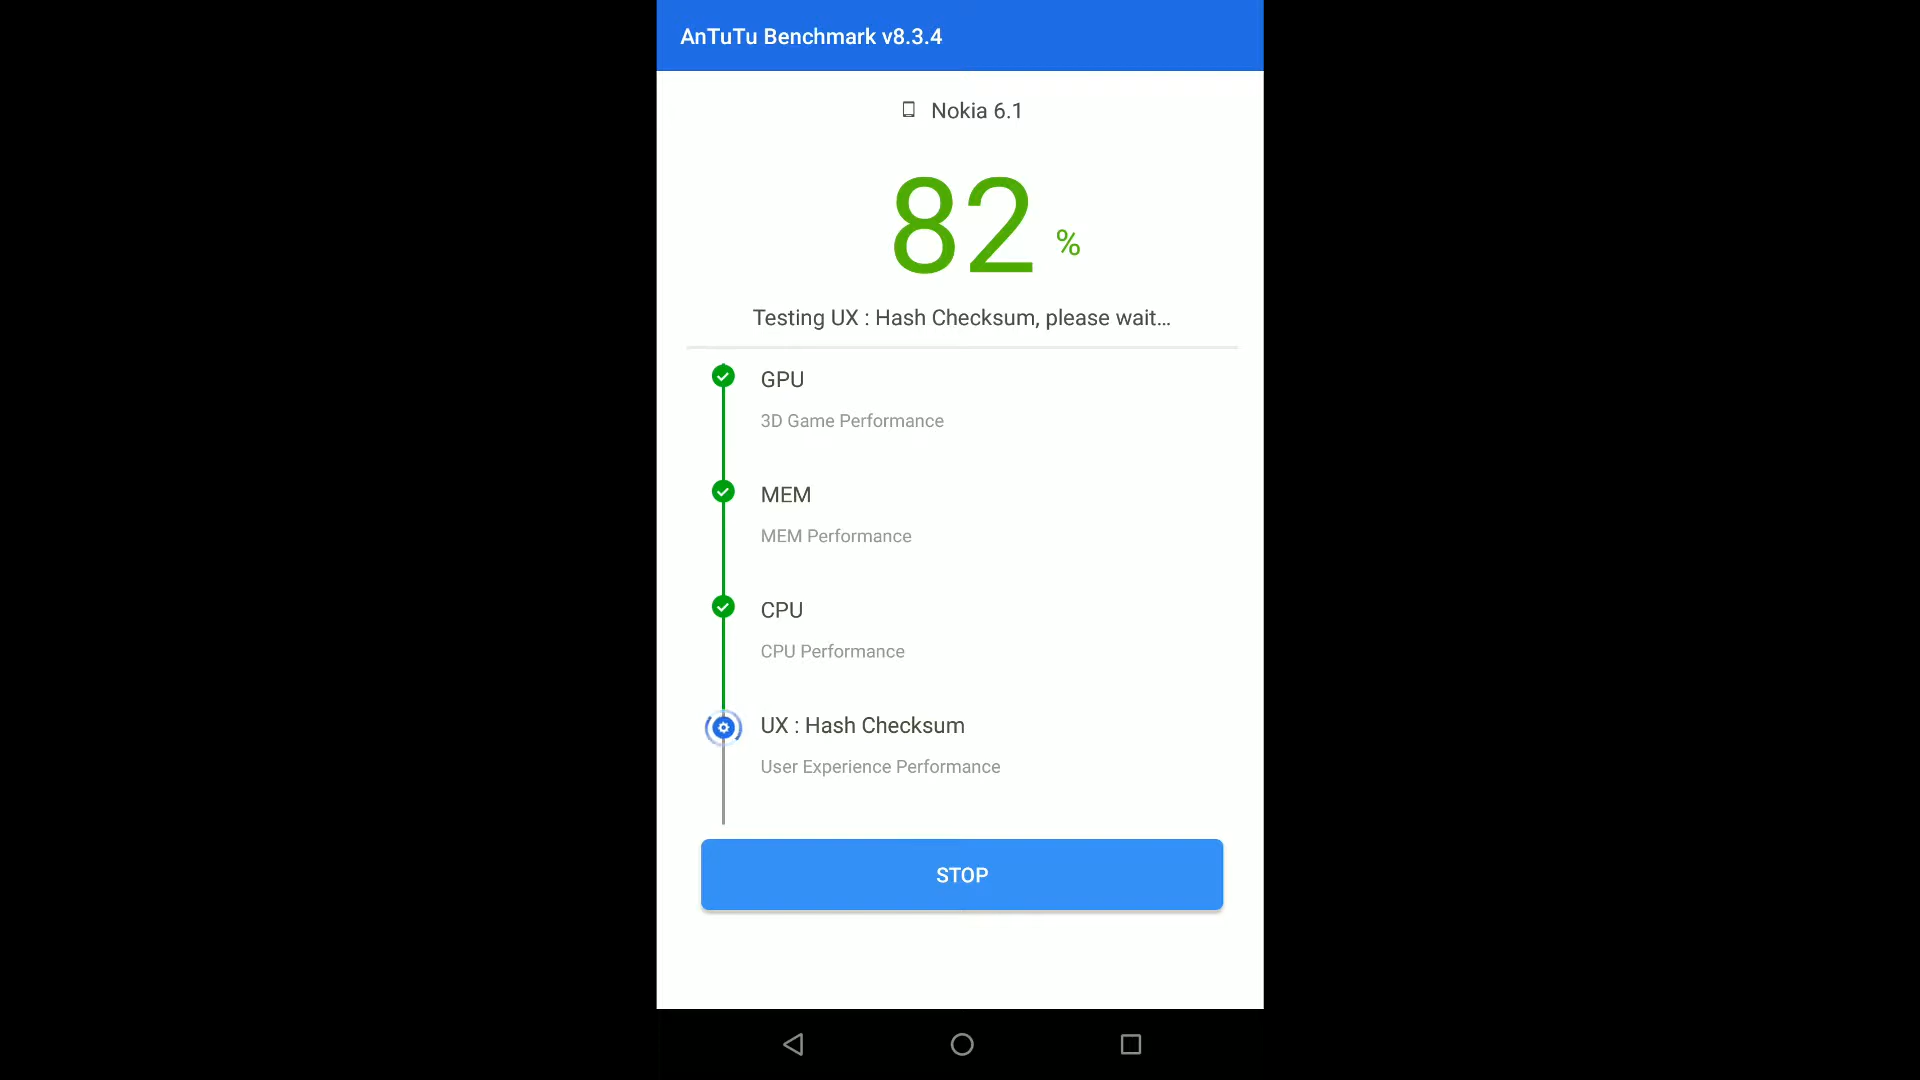 AnTuTu Benchmark v8.3.4
Nokia 6.1
82 %
Testing UX : Hash Checksum, please wait...
GPU
3D Game Performance
MEM
MEM Performance
CPU
CPU Performance
UX : Hash Checksum
User Experience Performance
STOP